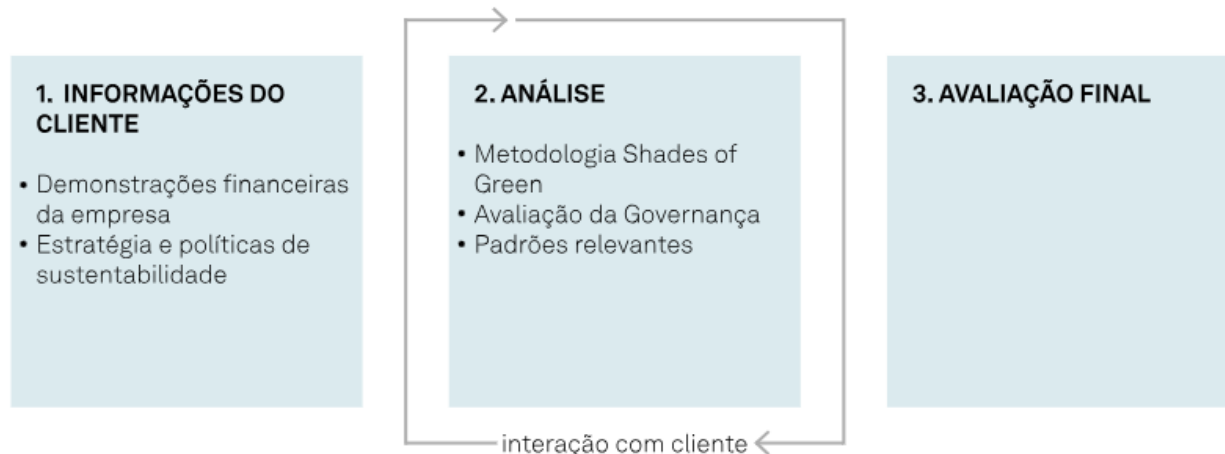 1. INFORMAÇÕES DO
CLIENTE
• Demonstrações financeiras
da empresa
• Estratégia e políticas de
sustentabilidade
2. ANÁLISE
• Metodologia Shades of
Green
• Avaliação da Governança
• Padrões relevantes
3. AVALIAÇÃO FINAL
interação com cliente